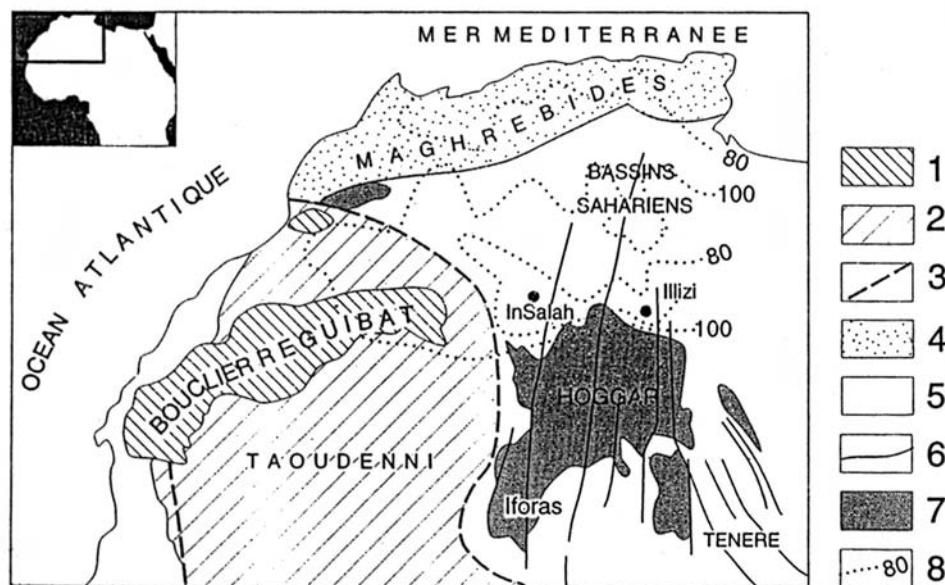 MER MEDITERRANEE
MAGHREBIDES
OCEAN ATLANTIQUE
80
100
BASSINS
SAHARIENS
80
InSalah
Illizi
100
BOUCLIER REGUIBAT
HOGGAR
TAOUDENNI
Iforas
TENERE
1
2
3
4
5
6
7
80 8